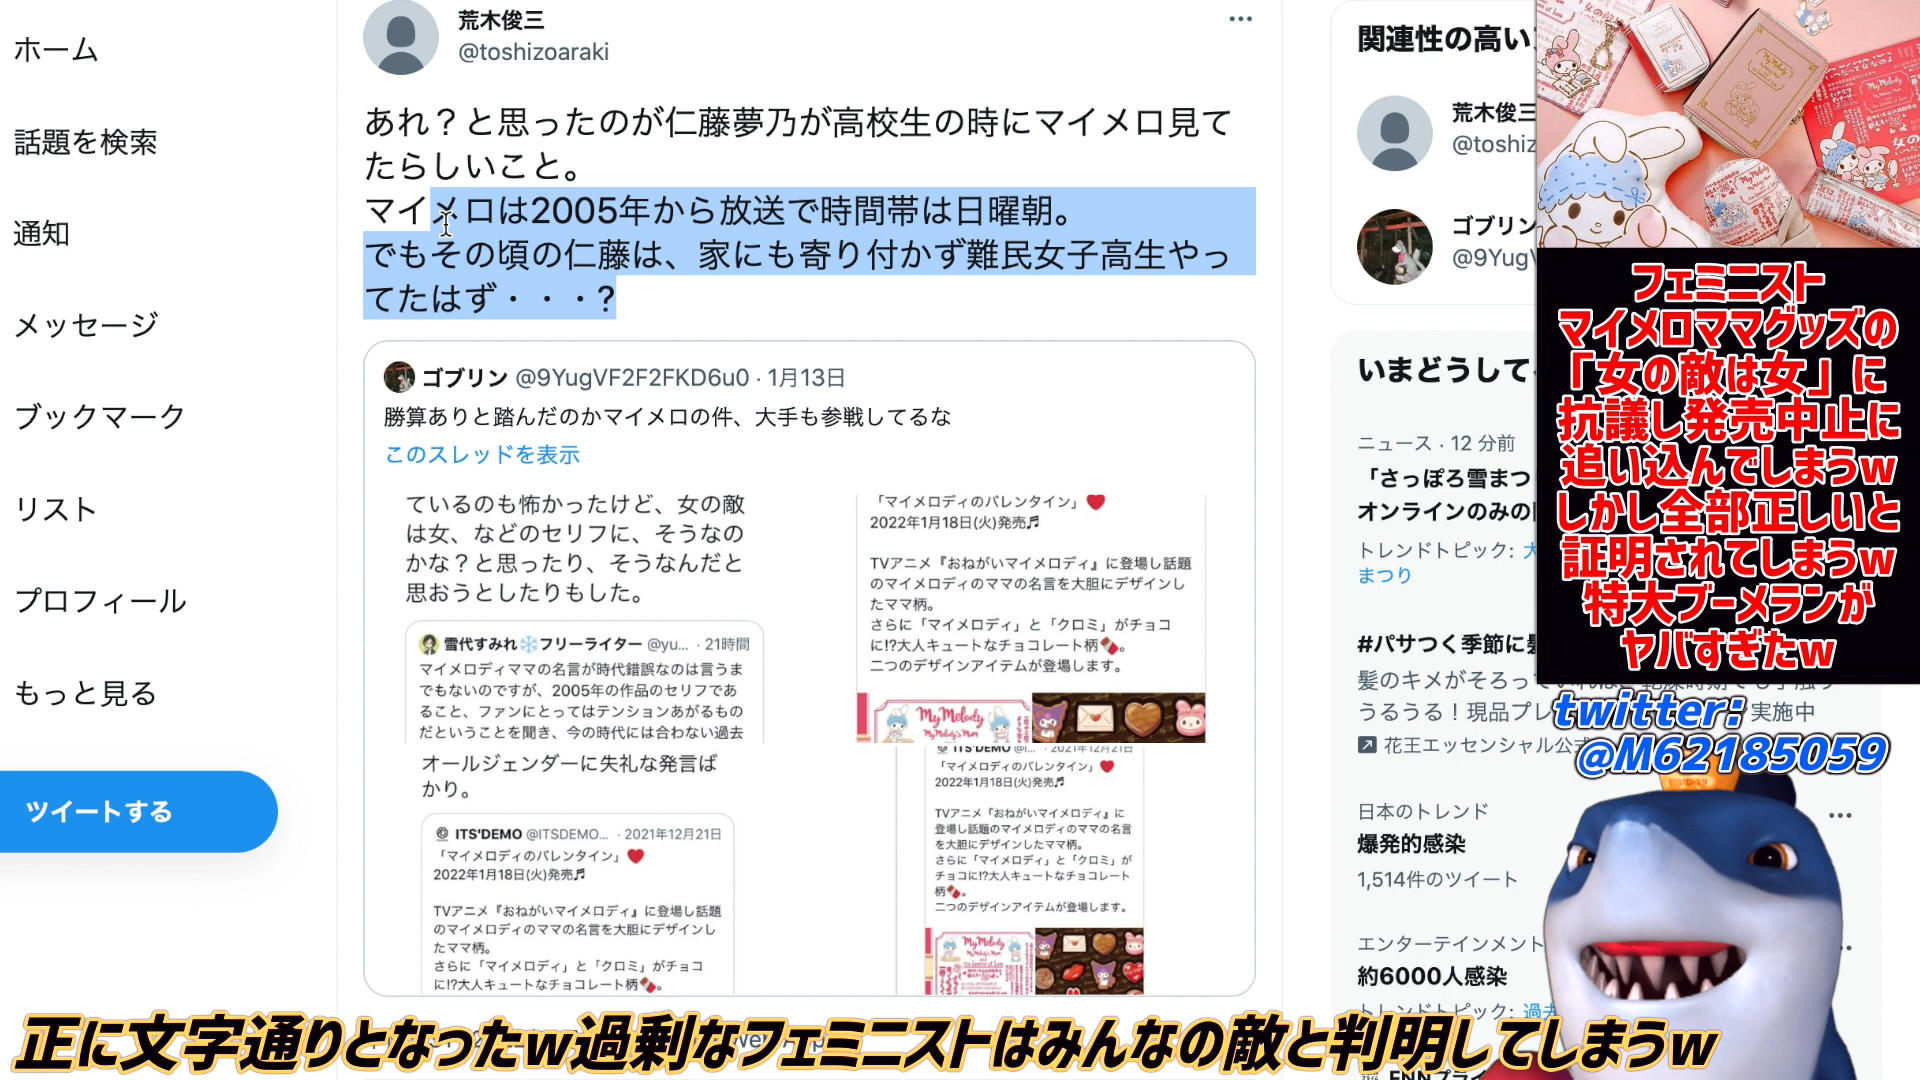 ホーム
話題を検索
通知
メッセージ
ブックマーク
リスト
プロフィール
もっと見る
ツイートする
荒木俊三
@toshizoaraki
あれ？と思ったのが仁藤夢乃が高校生の時にマイメロ見て
たらしいこと。
マイメロは2005年から放送で時間帯は日曜朝。
でもその頃の仁藤は、家にも寄り付かず難民女子高生やっ
てたはず・・・?
ゴブリン @9YugVF2F2FKD6u0 · 1月13日
勝算ありと踏んだのかマイメロの件、大手も参戦してるな
このスレッドを表示
ているのも怖かったけど、女の敵
は女、などのセリフに、そうなの
かな？と思ったり、そうなんだと
思おうとしたりもした。
雪代すみれ❄フリーライター @yu... · 21時間
マイメロディママの名言が時代錯誤なのは言うま
でもないのですが、2005年の作品のセリフであ
ること、ファンにとってはテンションあがるもの
だということを聞き、今の時代には合わない過去
「マイメロディのバレンタイン」❤
2022年1月18日(火)発売♬
TVアニメ『おねがいマイメロディ』に登場し話題
のマイメロディのママの名言を大胆にデザインし
たママ柄。
さらに「マイメロディ」と「クロミ」がチョコ
に!?大人キュートなチョコレート柄🍫。
二つのデザインアイテムが登場します。
My Melody
オールジェンダーに失礼な発言ば
かり。
ITS'DEMO @ITSDEMO... · 2021年12月21日
「マイメロディのバレンタイン」❤
2022年1月18日(火)発売♬
TVアニメ『おねがいマイメロディ』に登場し話題
のマイメロディのママの名言を大胆にデザインし
たママ柄。
さらに「マイメロディ」と「クロミ」がチョコ
に!?大人キュートなチョコレート柄🍫。
ITS'DEMO @I... · 2021年12月21日
「マイメロディのバレンタイン」❤
2022年1月18日(火)発売♬
TVアニメ『おねがいマイメロディ』に
登場し話題のマイメロディのママの名言
を大胆にデザインしたママ柄。
さらに「マイメロディ」と「クロミ」が
チョコに!?大人キュートなチョコレート
柄🍫。
二つのデザインアイテムが登場します。
My Melody
関連性の高い
荒木俊三
@toshiz
ゴブリン
@9Yug
いまどうして
ニュース · 12 分前
「さっぽろ雪まつ
オンラインのみの
トレンドトピック:
まつり
#パサつく季節に
髪のキメがそろっ
うるうる！現品プレ
実施中
花王エッセンシャル公式
日本のトレンド
爆発的感染
1,514件のツイート
エンターテインメント
約6000人感染
トレンドトピック: 過去
フェミニスト
マイメロママグッズの
「女の敵は女」に
抗議し発売中止に
追い込んでしまうw
しかし全部正しいと
証明されてしまうw
特大ブーメランが
ヤバすぎたw
twitter:
@M62185059
正に文字通りとなったw過剰なフェミニストはみんなの敵と判明してしまうw